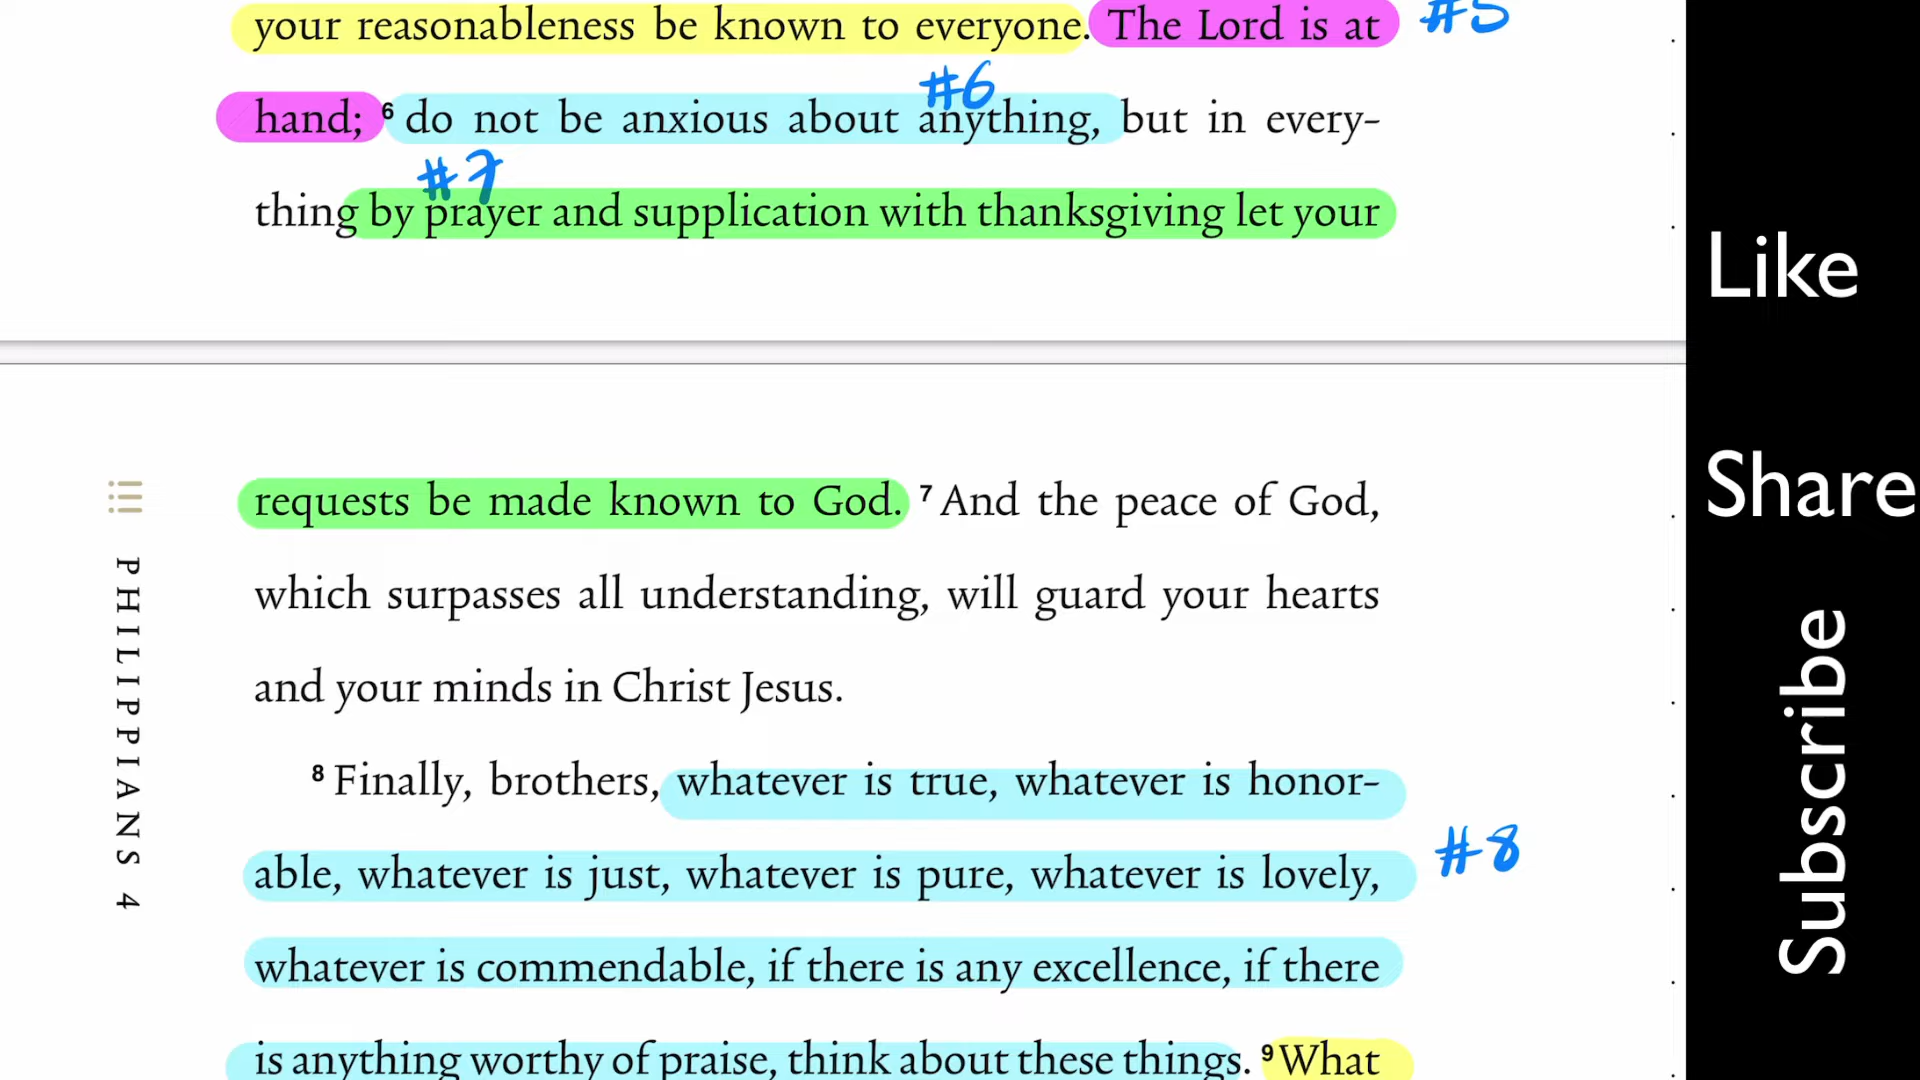 your reasonableness be known to everyone. The Lord is at
#5
#6
hand; 6 do not be anxious about anything, but in every-
#7
thing by prayer and supplication with thanksgiving let your
requests be made known to God. 7 And the peace of God,
which surpasses all understanding, will guard your hearts
and your minds in Christ Jesus.
8 Finally, brothers, whatever is true, whatever is honor-
able, whatever is just, whatever is pure, whatever is lovely,
#8
whatever is commendable, if there is any excellence, if there
is anything worthy of praise, think about these things. 9 What
PHILIPPIANS 4
Like
Share
Subscribe